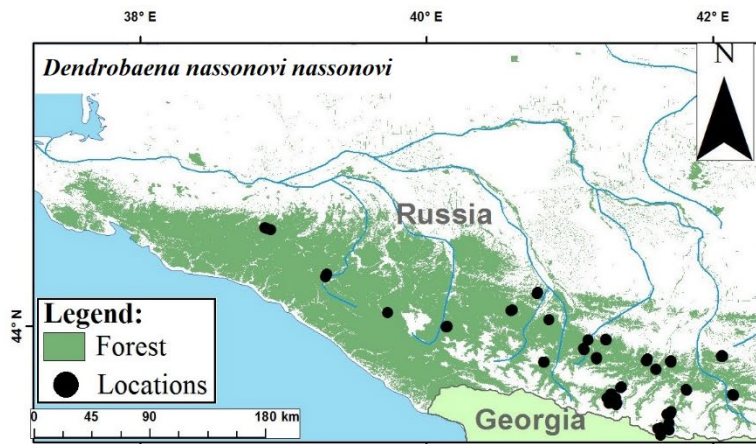 38° E 40° E 42° E
Dendrobaena nassonovi nassonovi
N
Russia
44° N
Legend:
Forest
Locations
0 45 90 180 km
Georgia